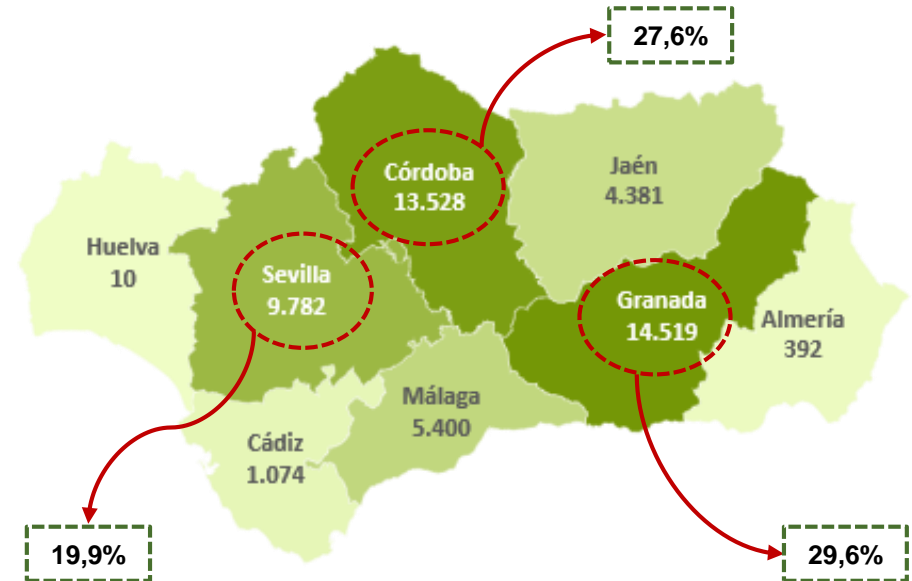 27,6%
Córdoba
13.528
Jaén
4.381
Huelva
10
Sevilla
9.782
Granada
14.519
Almería
392
Málaga
5.400
Cádiz
1.074
19,9%
29,6%